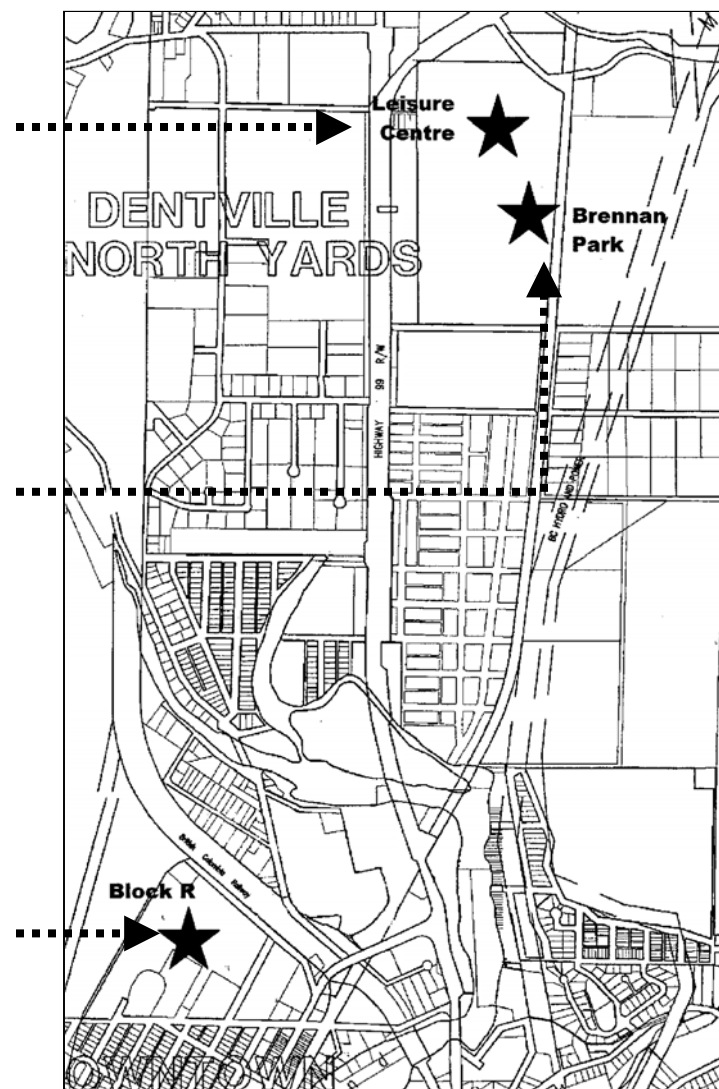 M
Leisure
Centre
DENTVILLE -
NORTH YARDS
Brennan
Park
HIGHWAY 99 R/W
BC HYDRO AND POWER
British Columbia Railway
Block R
OWNTOWN